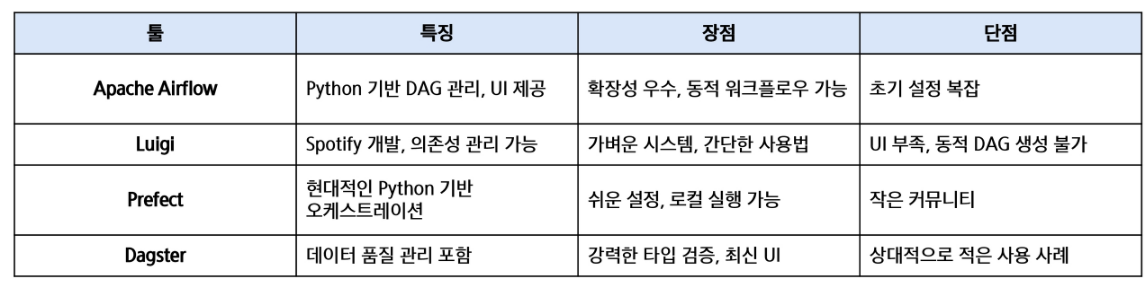 툴 특징 장점 단점
Apache Airflow Python 기반 DAG 관리, UI 제공 확장성 우수, 동적 워크플로우 가능 초기 설정 복잡
Luigi Spotify 개발, 의존성 관리 가능 가벼운 시스템, 간단한 사용법 UI 부족, 동적 DAG 생성 불가
Prefect 현대적인 Python 기반
오케스트레이션 쉬운 설정, 로컬 실행 가능 작은 커뮤니티
Dagster 데이터 품질 관리 포함 강력한 타입 검증, 최신 UI 상대적으로 적은 사용 사례